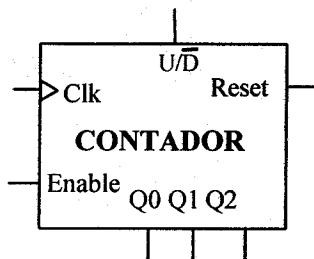 U/D̅
Clk
Reset
CONTADOR
Enable
Q0 Q1 Q2